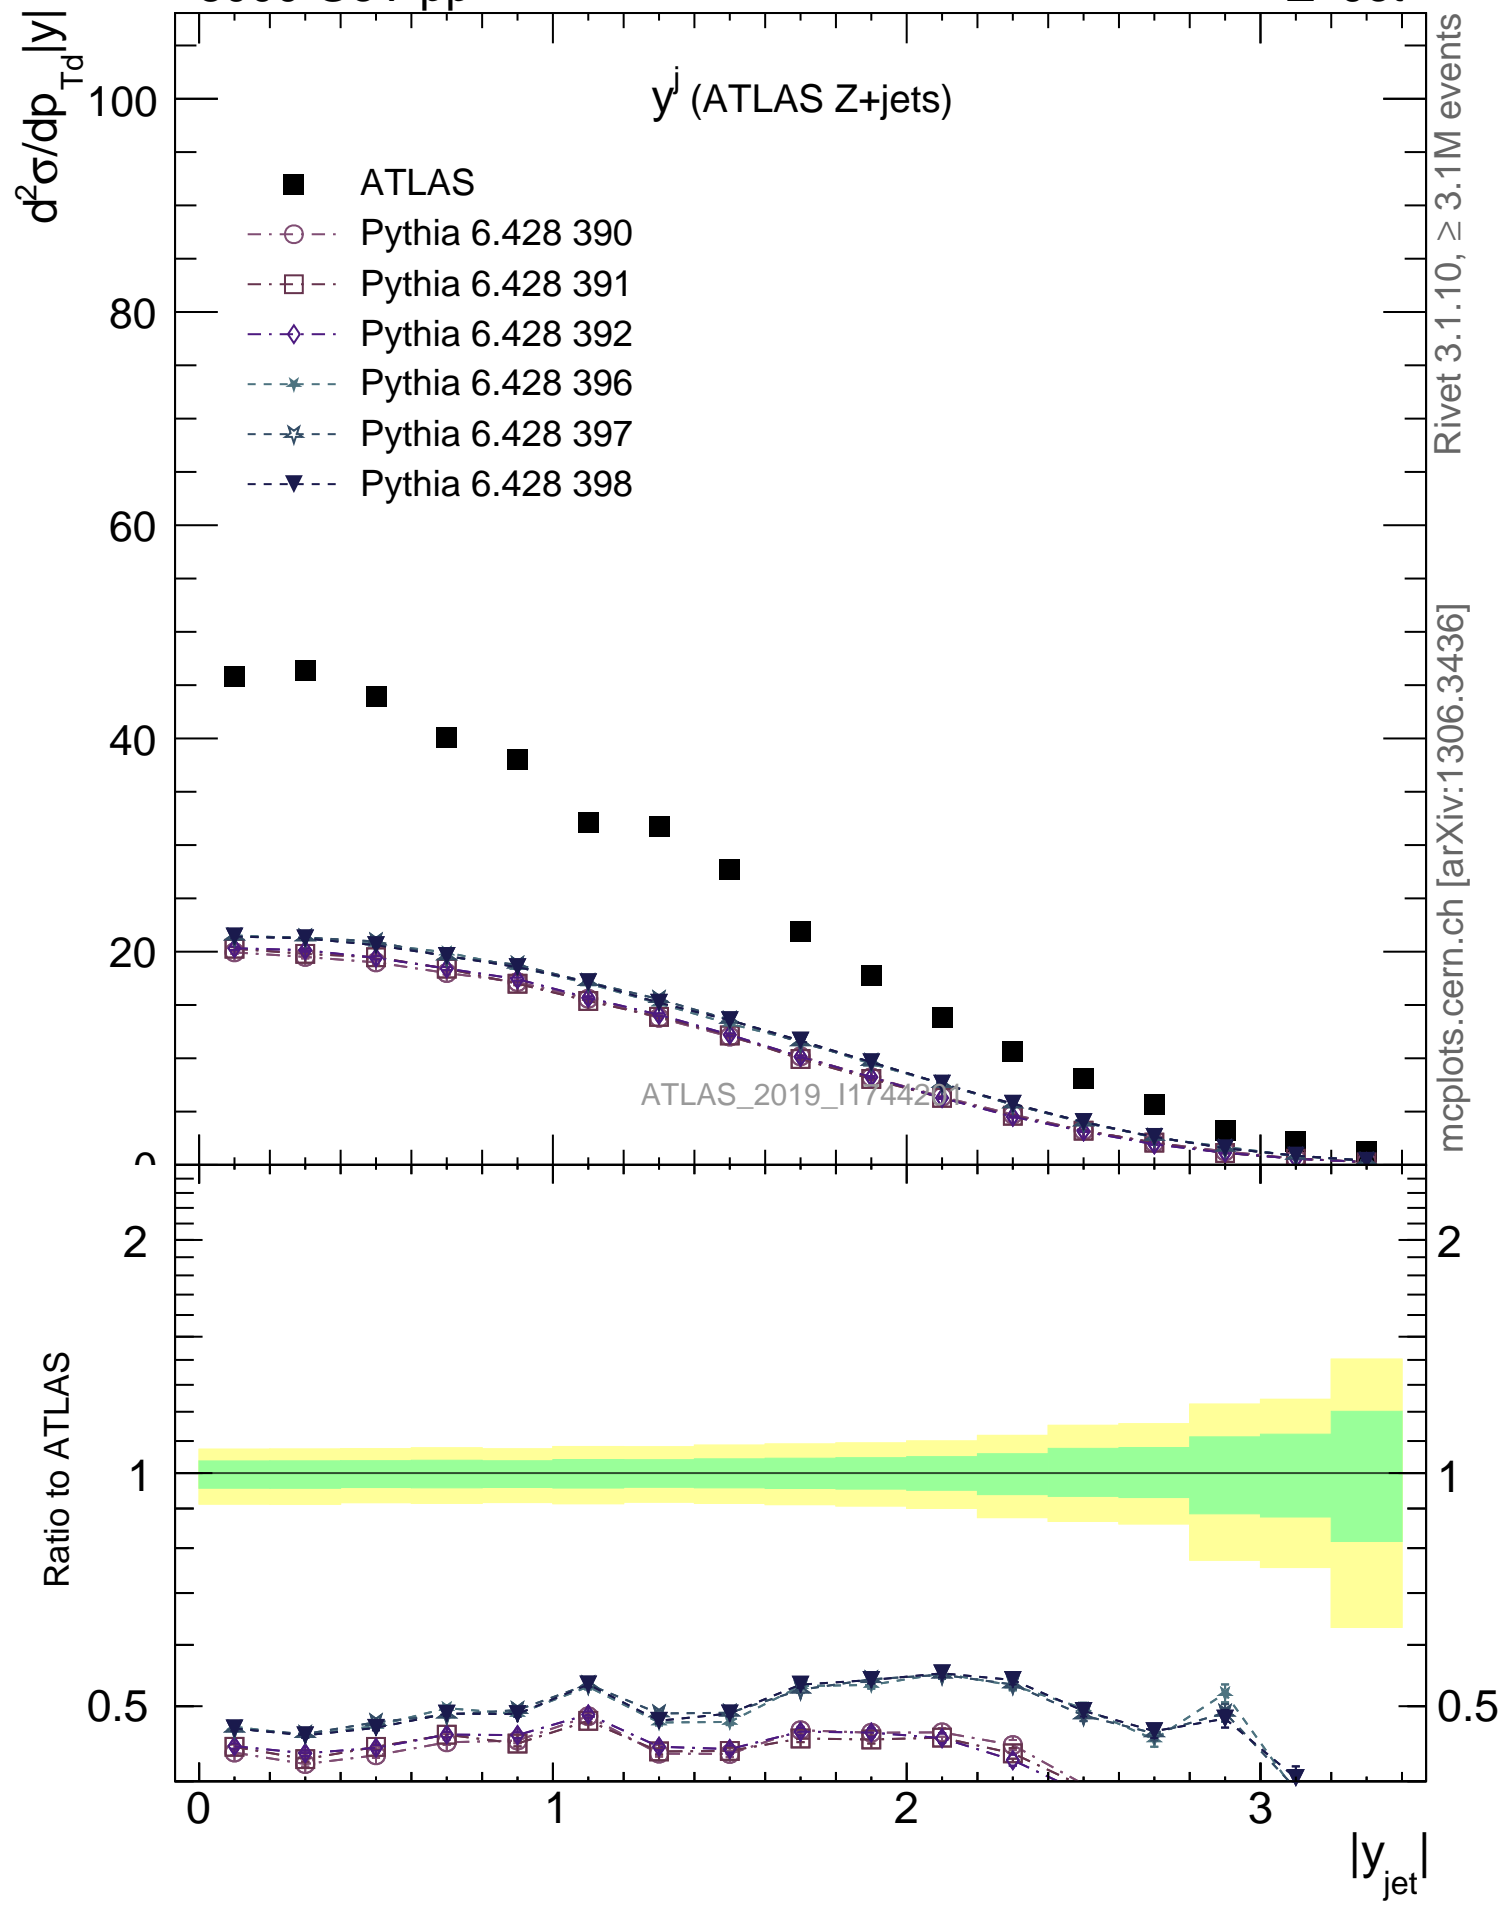 d²σ/dp_Td|y|
y^j (ATLAS Z+jets)
ATLAS
Pythia 6.428 390
Pythia 6.428 391
Pythia 6.428 392
Pythia 6.428 396
Pythia 6.428 397
Pythia 6.428 398
100
80
60
40
20
0
ATLAS_2019_I1744201
Rivet 3.1.10, ≥ 3.1M events
mcplots.cern.ch [arXiv:1306.3436]
Ratio to ATLAS
2
1
0.5
2
1
0.5
0
1
2
3
|y_jet|